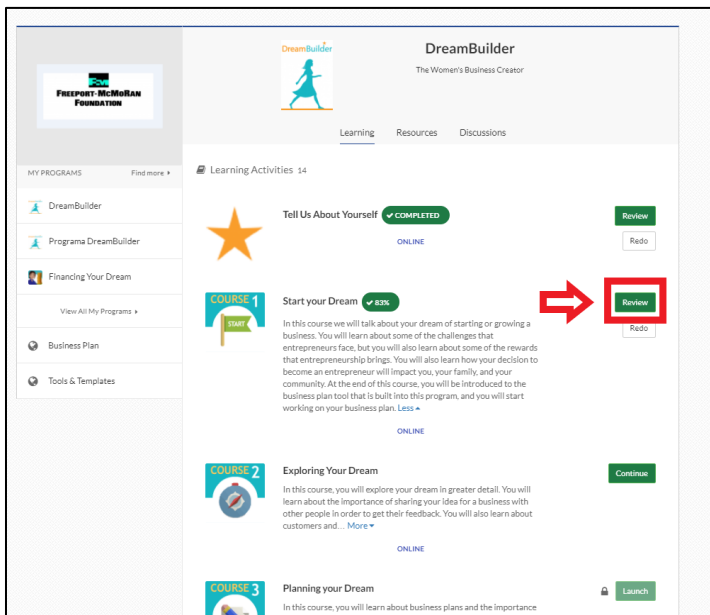 DreamBuilder
DreamBuilder
The Women's Business Creator
FREEPORT-McMoRAN
FOUNDATION
Learning Resources Discussions
MY PROGRAMS Find more
Learning Activities 14
DreamBuilder
Programa DreamBuilder
Financing Your Dream
View All My Programs
Business Plan
Tools & Templates
Tell Us About Yourself COMPLETED
ONLINE
Review
Redo
COURSE 1
START
Start your Dream 83%
Review
Redo
In this course we will talk about your dream of starting or growing a
business. You will learn about some of the challenges that
entrepreneurs face, but you will also learn about some of the rewards
that entrepreneurship brings. You will also learn how your decision to
become an entrepreneur will impact you, your family, and your
community. At the end of this course, you will be introduced to the
business plan tool that is built into this program, and you will start
working on your business plan. Less
ONLINE
COURSE 2
Exploring Your Dream
Continue
In this course, you will explore your dream in greater detail. You will
learn about the importance of sharing your idea for a business with
other people in order to get their feedback. You will also learn about
customers and... More
ONLINE
COURSE 3
Planning your Dream
Launch
In this course, you will learn about business plans and the importance